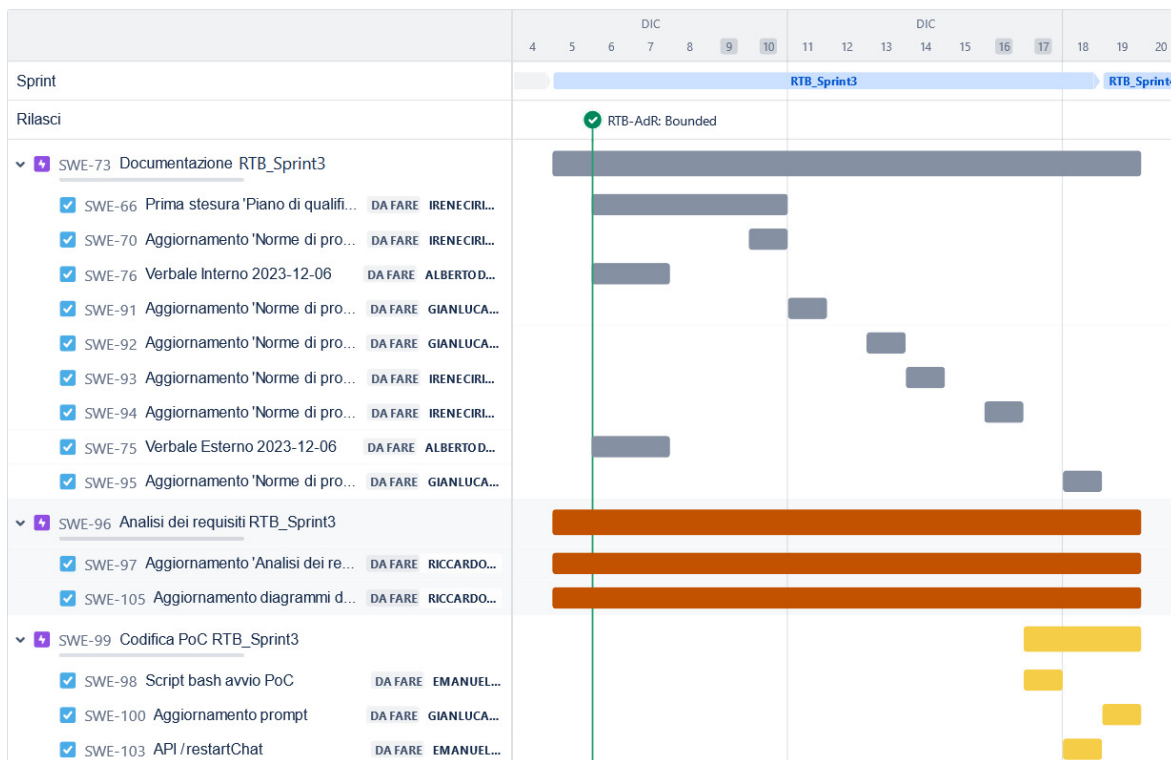 DIC DIC
4 5 6 7 8 9 10 11 12 13 14 15 16 17 18 19 20
Sprint RTB_Sprint3 RTB_Sprint
Rilasci RTB-AdR: Bounded
SWE-73 Documentazione RTB_Sprint3
SWE-66 Prima stesura 'Piano di qualifi... DA FARE IRENE CIRI...
SWE-70 Aggiornamento 'Norme di pro... DA FARE IRENE CIRI...
SWE-76 Verbale Interno 2023-12-06 DA FARE ALBERTO D...
SWE-91 Aggiornamento 'Norme di pro... DA FARE GIANLUCA...
SWE-92 Aggiornamento 'Norme di pro... DA FARE GIANLUCA...
SWE-93 Aggiornamento 'Norme di pro... DA FARE IRENE CIRI...
SWE-94 Aggiornamento 'Norme di pro... DA FARE IRENE CIRI...
SWE-75 Verbale Esterno 2023-12-06 DA FARE ALBERTO D...
SWE-95 Aggiornamento 'Norme di pro... DA FARE GIANLUCA...
SWE-96 Analisi dei requisiti RTB_Sprint3
SWE-97 Aggiornamento 'Analisi dei re... DA FARE RICCARDO...
SWE-105 Aggiornamento diagrammi d... DA FARE RICCARDO...
SWE-99 Codifica PoC RTB_Sprint3
SWE-98 Script bash avvio PoC DA FARE EMANUEL...
SWE-100 Aggiornamento prompt DA FARE GIANLUCA...
SWE-103 API /restartChat DA FARE EMANUEL...